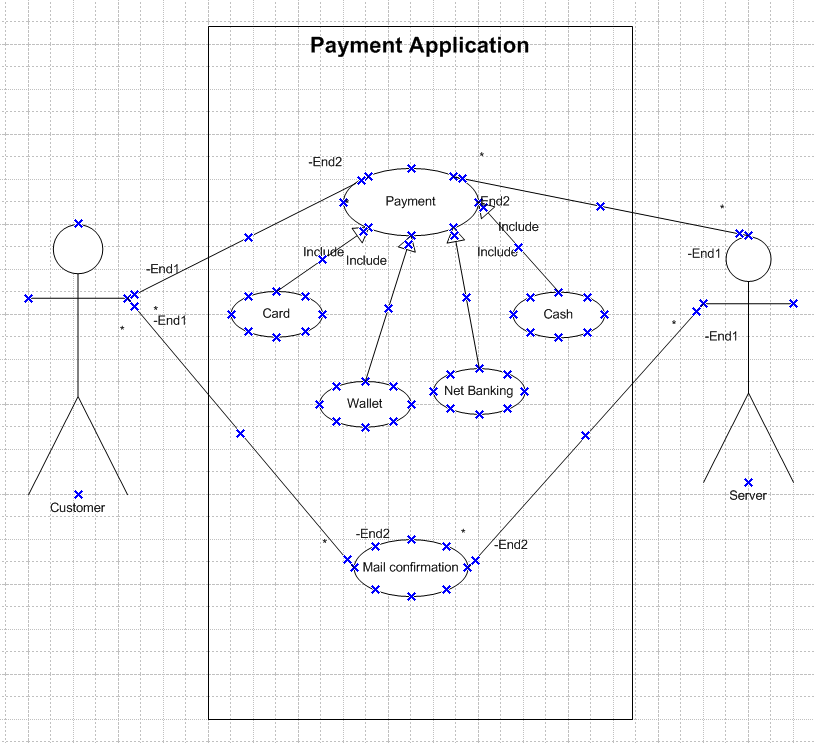 Payment Application
-End2
*
Payment
End2
*
Include
Include
Include
Include
-End1
-End1
*
-End1
*
Card
Cash
*
-End1
Wallet
Net Banking
Customer
Server
-End2
*
*
-End2
Mail confirmation